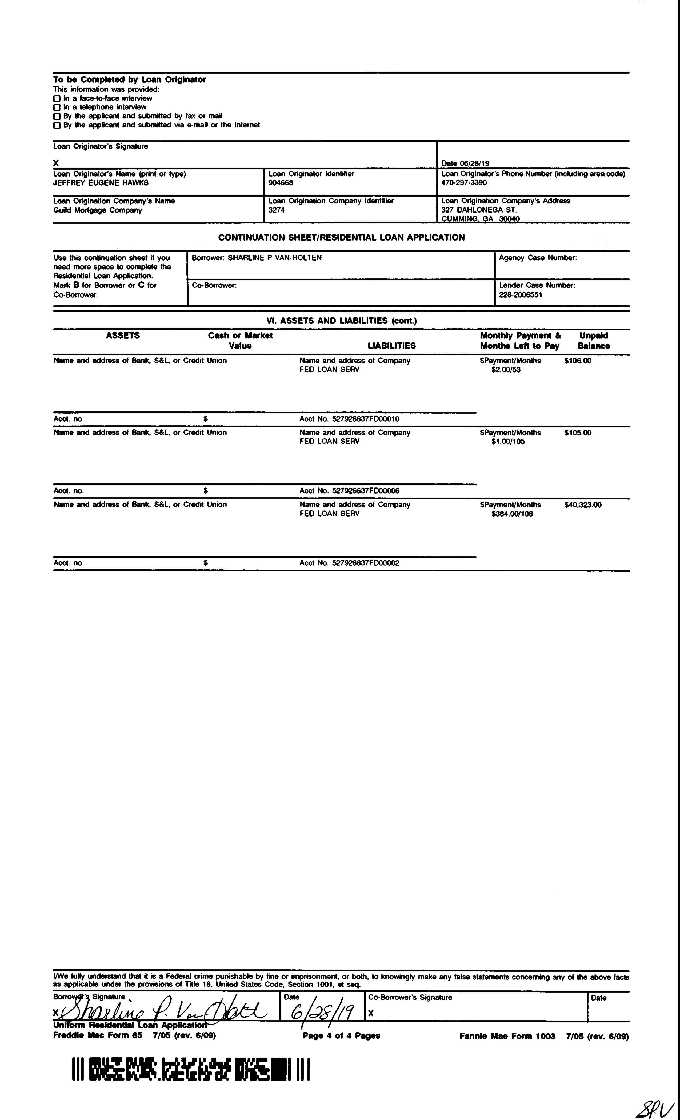 To be Completed by Loan Originator
This information was provided:
In a face-to-face interview
In a telephone interview
By the applicant and submitted by fax or mail
By the applicant and submitted via e-mail or the Internet
Loan Originator's Signature
X
Date 06/28/19
Loan Originator's Name (print or type)
JEFFREY EUGENE HAWKS
Loan Originator Identifier
904668
Loan Originator's Phone Number (including area code)
470-297-3390
Loan Origination Company's Name
Guild Mortgage Company
Loan Origination Company Identifier
3274
Loan Origination Company's Address
327 DAHLONEGA ST.
CUMMING, GA 30040
CONTINUATION SHEET/RESIDENTIAL LOAN APPLICATION
Use this continuation sheet if you
need more space to complete the
Residential Loan Application.
Mark B for Borrower or C for
Co-Borrower
Borrower: SHARLINE P VAN HOLTEN
Co-Borrower:
Agency Case Number:
Lender Case Number:
228-2006551
VI. ASSETS AND LIABILITIES (cont.)
ASSETS
Cash or Market
Value
LIABILITIES
Monthly Payment &
Months Left to Pay
Unpaid
Balance
Name and address of Bank, S&L, or Credit Union
Name and address of Company
FED LOAN SERV
$Payment/Months
$2.00/53
$106.00
Acct. no
$
Acct No. 527926637FD00010
Name and address of Bank, S&L, or Credit Union
Name and address of Company
FED LOAN SERV
$Payment/Months
$1.00/105
$105.00
Acct. no
$
Acct No. 527926637FD00006
Name and address of Bank, S&L, or Credit Union
Name and address of Company
FED LOAN SERV
$Payment/Months
$384.00/108
$40,323.00
Acct. no
$
Acct No. 527926637FD00002
I/We fully understand that it is a Federal crime punishable by fine or imprisonment, or both, to knowingly make any false statements concerning any of the above facts
as applicable under the provisions of Title 18, United States Code, Section 1001, et seq.
Borrower's Signature
X Sharline P. Van Holt
Date
6/28/19
Co-Borrower's Signature
X
Date
Uniform Residential Loan Application
Freddie Mac Form 65 7/05 (rev. 6/09)
Page 4 of 4 Pages
Fannie Mae Form 1003 7/05 (rev. 6/09)
SPV